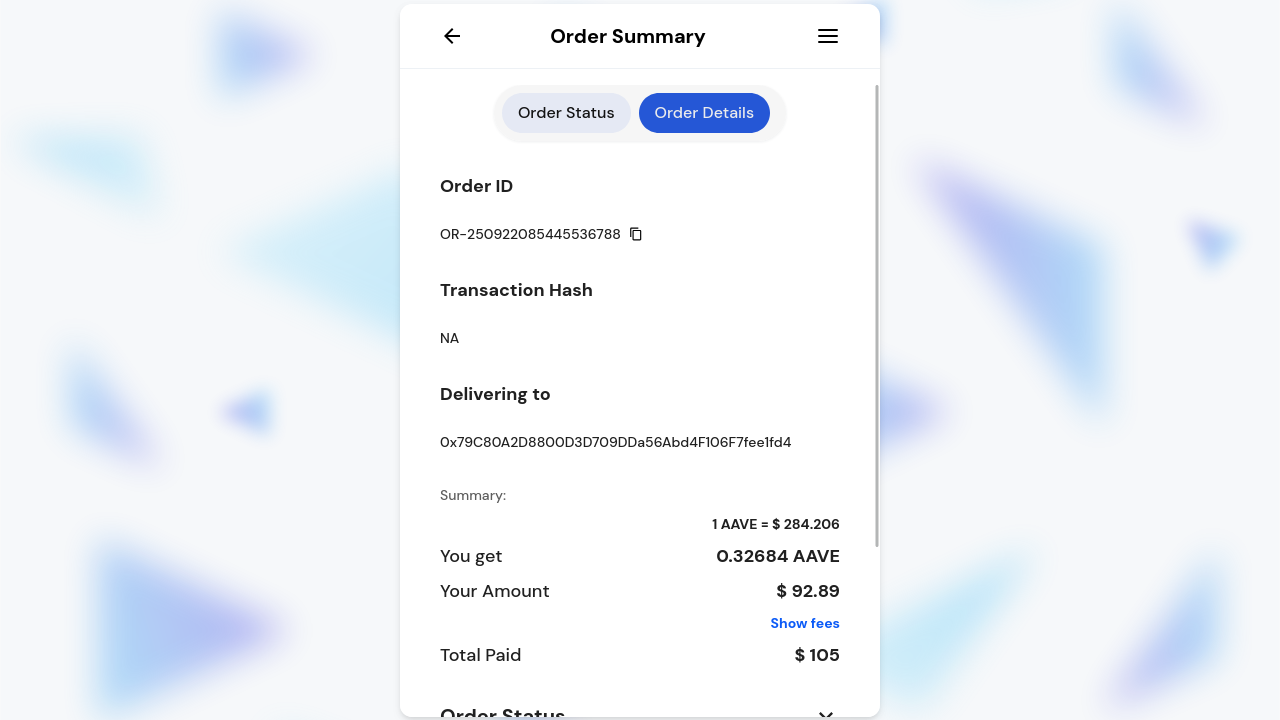 Order Summary
Order Status
Order Details
Order ID
OR-250922085445536788
Transaction Hash
NA
Delivering to
0x79C80A2D8800D3D709DDa56Abd4F106F7fee1fd4
Summary:
1 AAVE = $ 284.206
You get 0.32684 AAVE
Your Amount $ 92.89
Show fees
Total Paid $ 105
Order Status